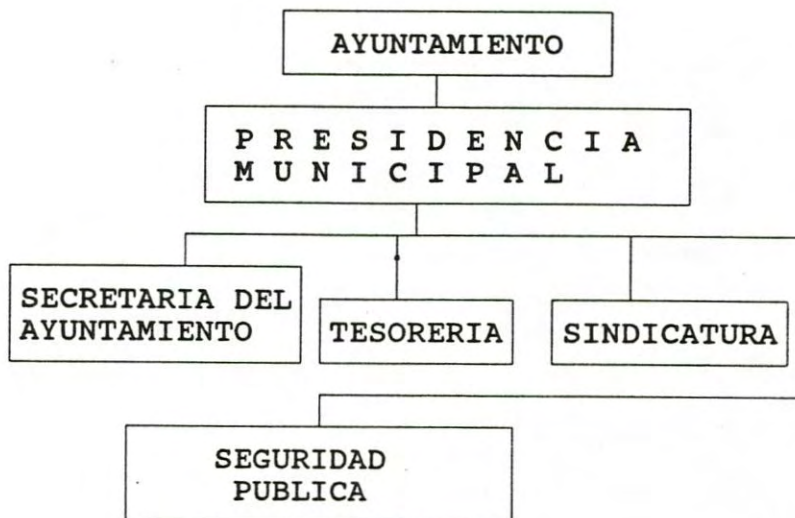 AYUNTAMIENTO
P R E S I D E N C I A
M U N I C I P A L
SECRETARIA DEL
AYUNTAMIENTO
TESORERIA
SINDICATURA
SEGURIDAD
PUBLICA